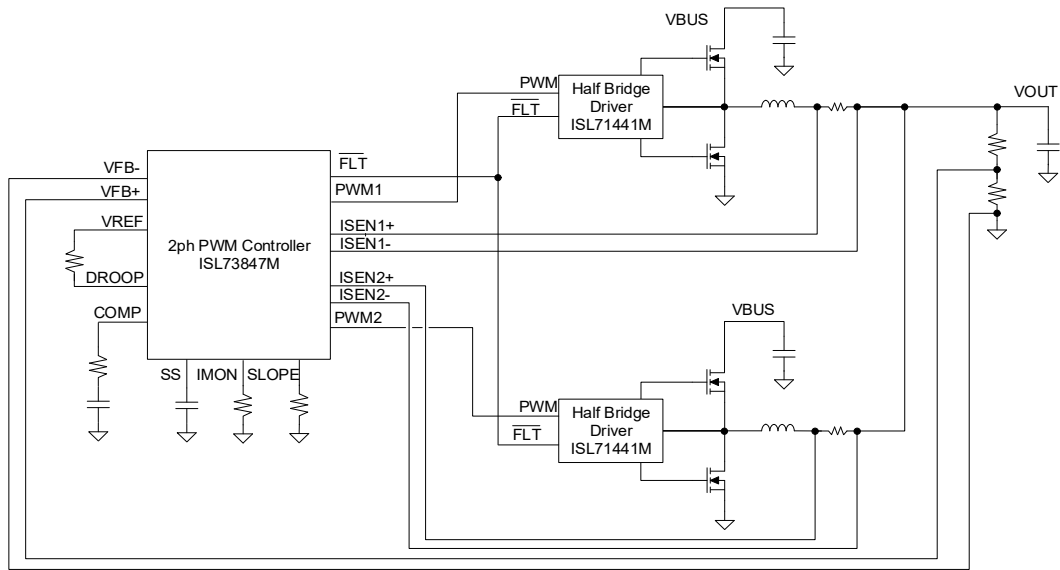 VBUS
PWM
Half Bridge
Driver
ISL71441M
FLT
VOUT
VFB-
VFB+
VREF
DROOP
COMP
2ph PWM Controller
ISL73847M
FLT
PWM1
ISEN1+
ISEN1-
ISEN2+
ISEN2-
PWM2
SS
IMON
SLOPE
VBUS
PWM
Half Bridge
Driver
ISL71441M
FLT